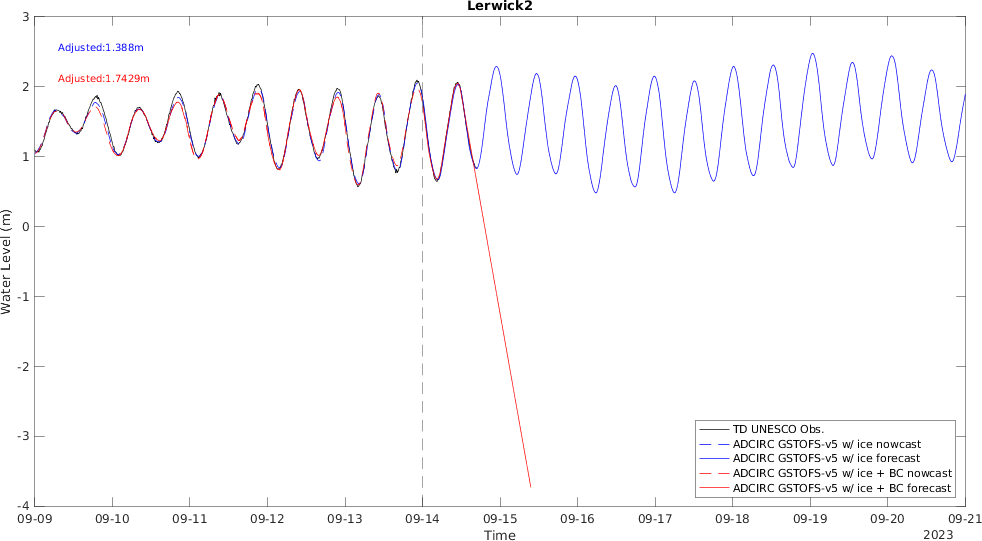 Lerwick2
Adjusted:1.388m
Adjusted:1.7429m
Water Level (m)
3
2
1
0
-1
-2
-3
-4
TD UNESCO Obs.
ADCIRC GSTOFS-v5 w/ ice nowcast
ADCIRC GSTOFS-v5 w/ ice forecast
ADCIRC GSTOFS-v5 w/ ice + BC nowcast
ADCIRC GSTOFS-v5 w/ ice + BC forecast
09-09 09-10 09-11 09-12 09-13 09-14 09-15 09-16 09-17 09-18 09-19 09-20 09-21
Time
2023